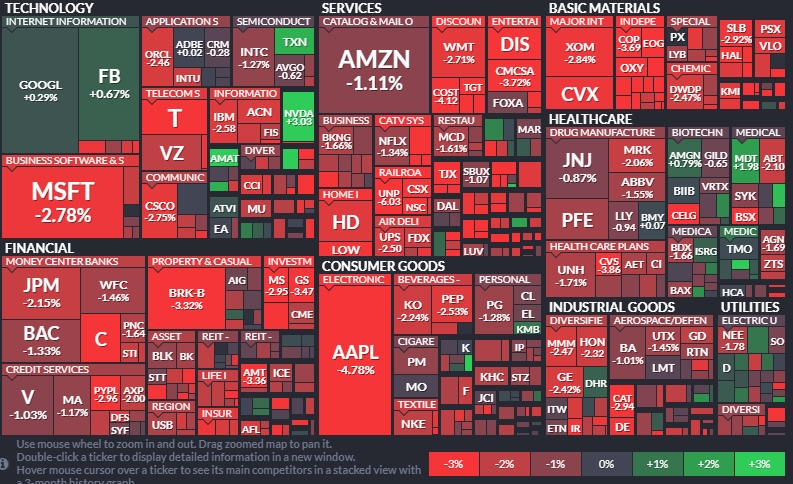 TECHNOLOGY
INTERNET INFORMATION
GOOGL
+0.29%
FB
+0.67%
APPLICATION S
ORCL
-2.46
ADBE
+0.02
CRM
-0.28
INTU
SEMICONDUCT
INTC
-1.27%
TXN
AVGO
-0.62
NVDA
+3.03
AMAT
TELECOM S
T
VZ
INFORMATIO
IBM
-2.58
ACN
FIS
BUSINESS SOFTWARE & S
MSFT
-2.78%
COMMUNIC
CSCO
-2.75%
DIVER
CCI
ATVI
MU
EA
FINANCIAL
MONEY CENTER BANKS
JPM
-2.15%
WFC
-1.46%
BAC
-1.33%
C
PNC
-1.64
STI
CREDIT SERVICES
V
-1.03%
MA
-1.17%
PYPL
-2.96
AXP
-2.00
DFS
SYF
PROPERTY & CASUAL
BRK-B
-3.32%
AIG
INVESTM
MS
-2.95
GS
-3.47
CME
ASSET
BLK
BK
STT
REGION
USB
REIT -
LIFE I
INSUR
REIT -
AMT
-3.36
ICE
AFL
SERVICES
CATALOG & MAIL O
AMZN
-1.11%
DISCOUN
WMT
-2.71%
COST
-4.12
TGT
ENTERTAI
DIS
CMCSA
-3.72%
FOXA
BUSINESS
BKNG
-1.66%
CATV SYS
NFLX
-1.34%
RESTAU
MCD
-1.61%
SBUX
-1.07
MAR
RAILROA
UNP
-6.03
CSX
NSC
TJX
DAL
HOME I
HD
LOW
AIR DELI
UPS
-2.50
FDX
LUV
CONSUMER GOODS
ELECTRONIC
AAPL
-4.78%
BEVERAGES -
KO
-2.24%
PEP
-2.53%
PERSONAL
PG
-1.28%
CL
EL
KMB
CIGARE
PM
MO
K
F
IP
KHC
STZ
JCI
TEXTILE
NKE
BASIC MATERIALS
MAJOR INT
XOM
-2.84%
CVX
INDEPE
COP
-3.69
EOG
OXY
SPECIAL
PX
LYB
CHEMIC
DWDP
-2.47%
SLB
-2.92%
HAL
PSX
VLO
KMI
HEALTHCARE
DRUG MANUFACTURE
JNJ
-0.87%
MRK
-2.06%
ABBV
-1.55%
PFE
LLY
-0.94
BMY
+0.07
BIOTECHN
AMGN
+0.79%
GILD
-0.65
BIIB
VRTX
CELG
MEDICAL
MDT
+1.98
ABT
-2.10
SYK
BSX
HEALTH CARE PLANS
UNH
-1.71%
CVS
-3.86
AET
CI
MEDICA
BDX
-1.66
ISRG
BAX
MEDIC
TMO
AGN
-1.69
ZTS
HCA
INDUSTRIAL GOODS
DIVERSIFIE
MMM
-2.47
HON
-2.32
GE
-2.42%
DHR
ITW
ETN
IR
AEROSPACE/DEFEN
BA
-1.01%
UTX
-1.45%
GD
RTN
LMT
CAT
-2.94
DE
UTILITIES
ELECTRIC U
NEE
-1.78
SO
D
DIVERSI
Use mouse wheel to zoom in and out. Drag zoomed map to pan it.
Double-click a ticker to display detailed information in a new window.
Hover mouse cursor over a ticker to see its main competitors in a stacked view with
a 3-month history graph.
-3% -2% -1% 0% +1% +2% +3%